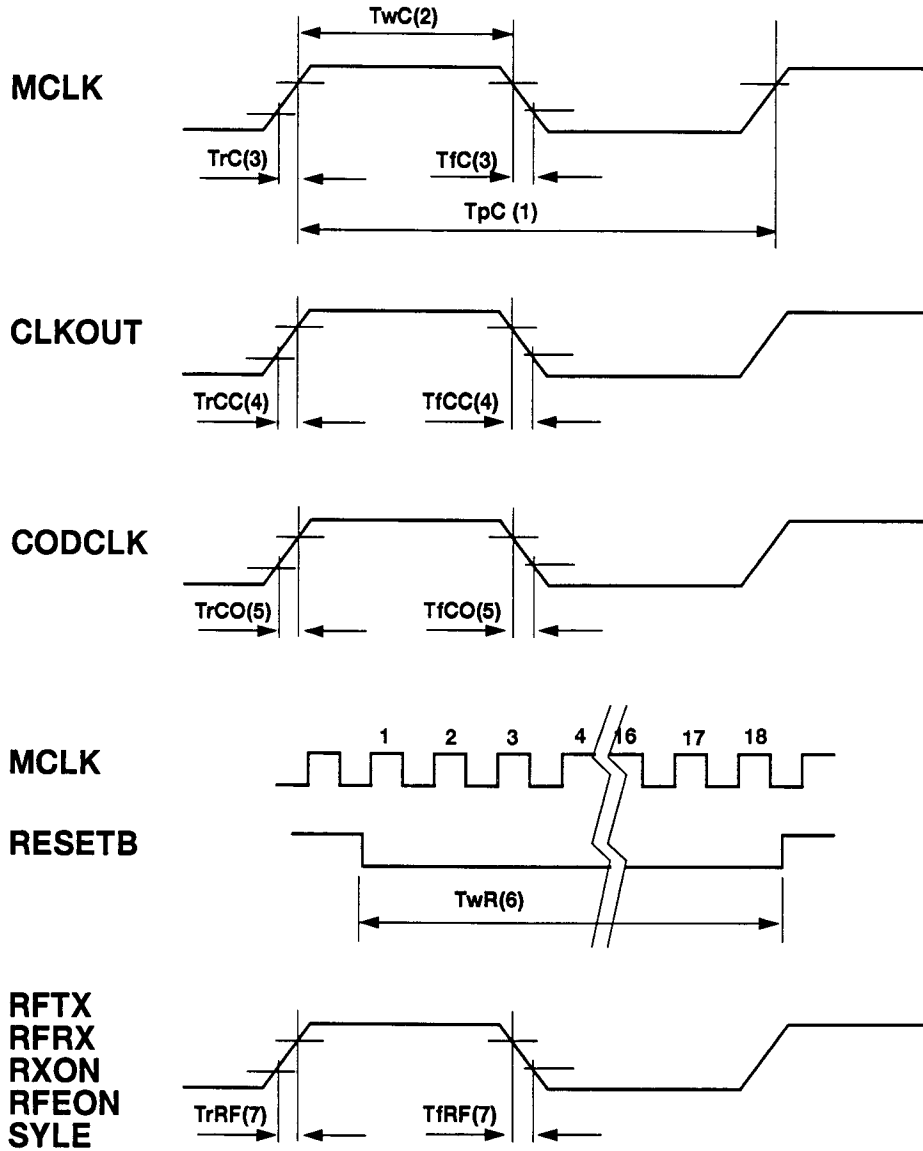 TwC(2)
MCLK
TrC(3)
TfC(3)
TpC (1)
CLKOUT
TrCC(4)
TfCC(4)
CODCLK
TrCO(5)
TfCO(5)
1 2 3 4 16 17 18
MCLK
RESETB
TwR(6)
RFTX
RFRX
RXON
RFEON
SYLE
TrRF(7)
TfRF(7)